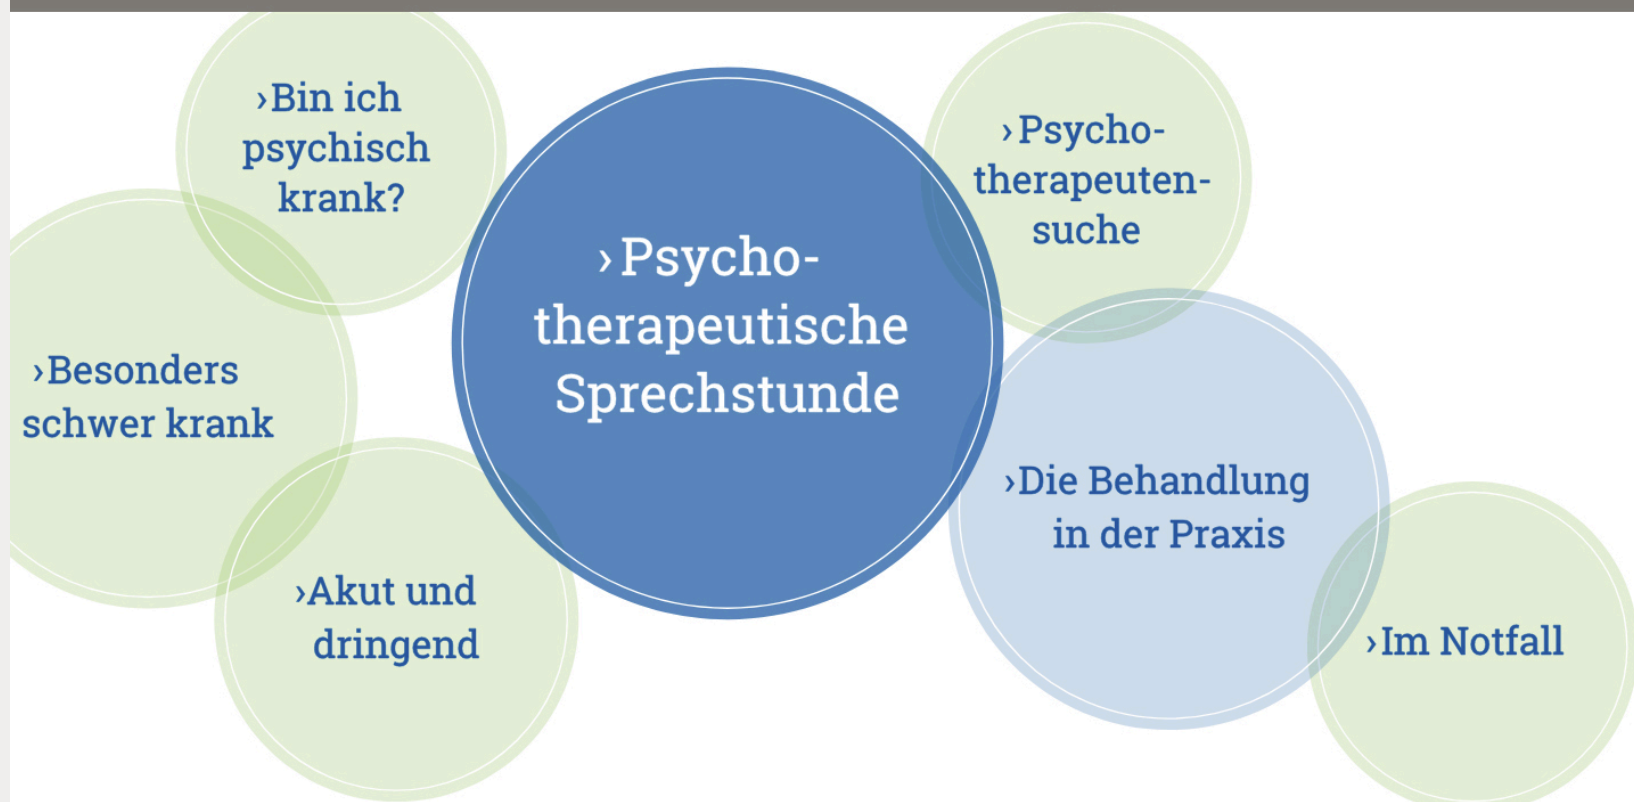 ›Bin ich
psychisch
krank?
›Besonders
schwer krank
›Akut und
dringend
›Psycho-
therapeutische
Sprechstunde
›Psycho-
therapeuten-
suche
›Die Behandlung
in der Praxis
›Im Notfall